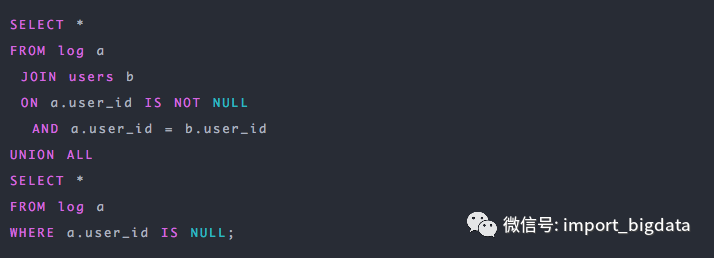 SELECT *
FROM log a
JOIN users b
ON a.user_id IS NOT NULL
AND a.user_id = b.user_id
UNION ALL
SELECT *
FROM log a
WHERE a.user_id IS NULL;
微信号: import_bigdata